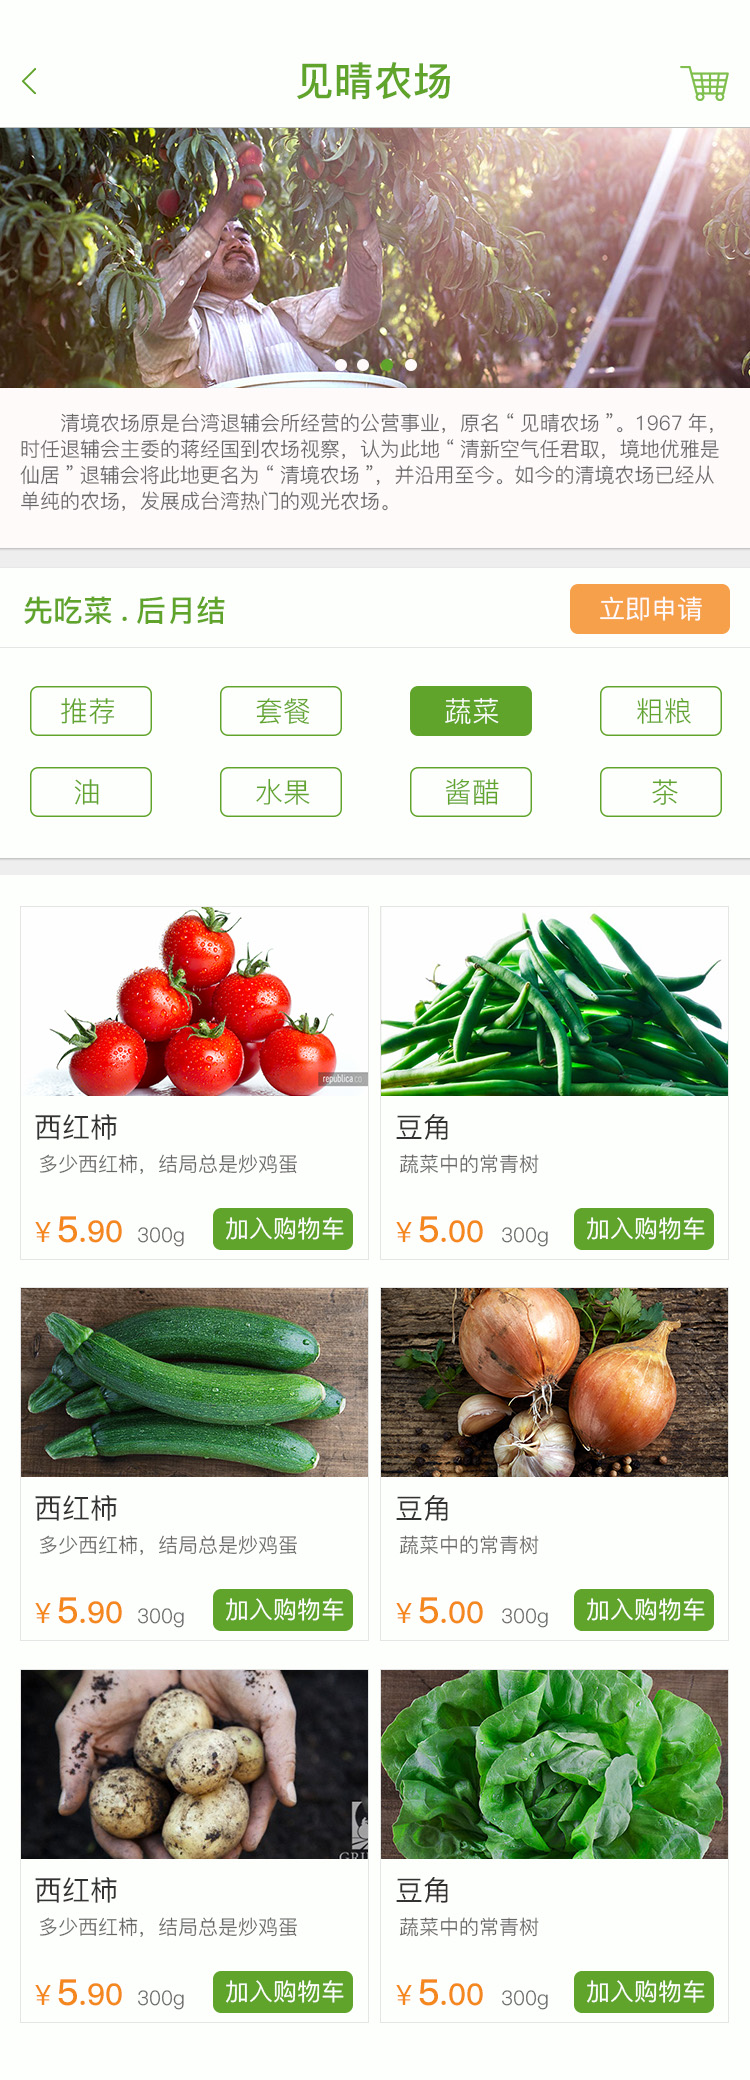 见晴农场
清境农场原是台湾退辅会所经营的公营事业，原名“见晴农场”。1967年，
时任退辅会主委的蒋经国到农场视察，认为此地“清新空气任君取，境地优雅是
仙居”退辅会将此地更名为“清境农场”，并沿用至今。如今的清境农场已经从
单纯的农场，发展成台湾热门的观光农场。
先吃菜 . 后月结
立即申请
推荐 套餐 蔬菜 粗粮
油 水果 酱醋 茶
republica.co
西红柿
多少西红柿，结局总是炒鸡蛋
¥ 5.90 300g 加入购物车
豆角
蔬菜中的常青树
¥ 5.00 300g 加入购物车
西红柿
多少西红柿，结局总是炒鸡蛋
¥ 5.90 300g 加入购物车
豆角
蔬菜中的常青树
¥ 5.00 300g 加入购物车
西红柿
多少西红柿，结局总是炒鸡蛋
¥ 5.90 300g 加入购物车
豆角
蔬菜中的常青树
¥ 5.00 300g 加入购物车